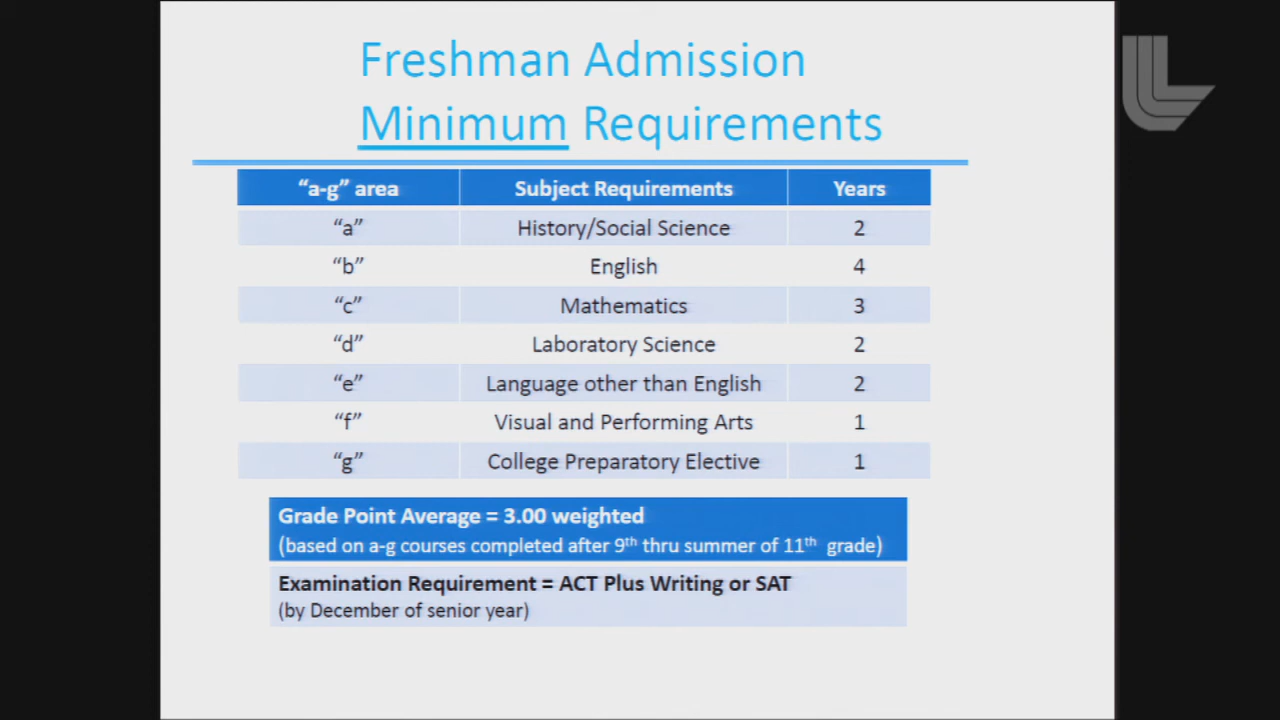 Freshman Admission
Minimum Requirements
“a-g” area Subject Requirements Years
“a” History/Social Science 2
“b” English 4
“c” Mathematics 3
“d” Laboratory Science 2
“e” Language other than English 2
“f” Visual and Performing Arts 1
“g” College Preparatory Elective 1
Grade Point Average = 3.00 weighted
(based on a-g courses completed after 9th thru summer of 11th grade)
Examination Requirement = ACT Plus Writing or SAT
(by December of senior year)